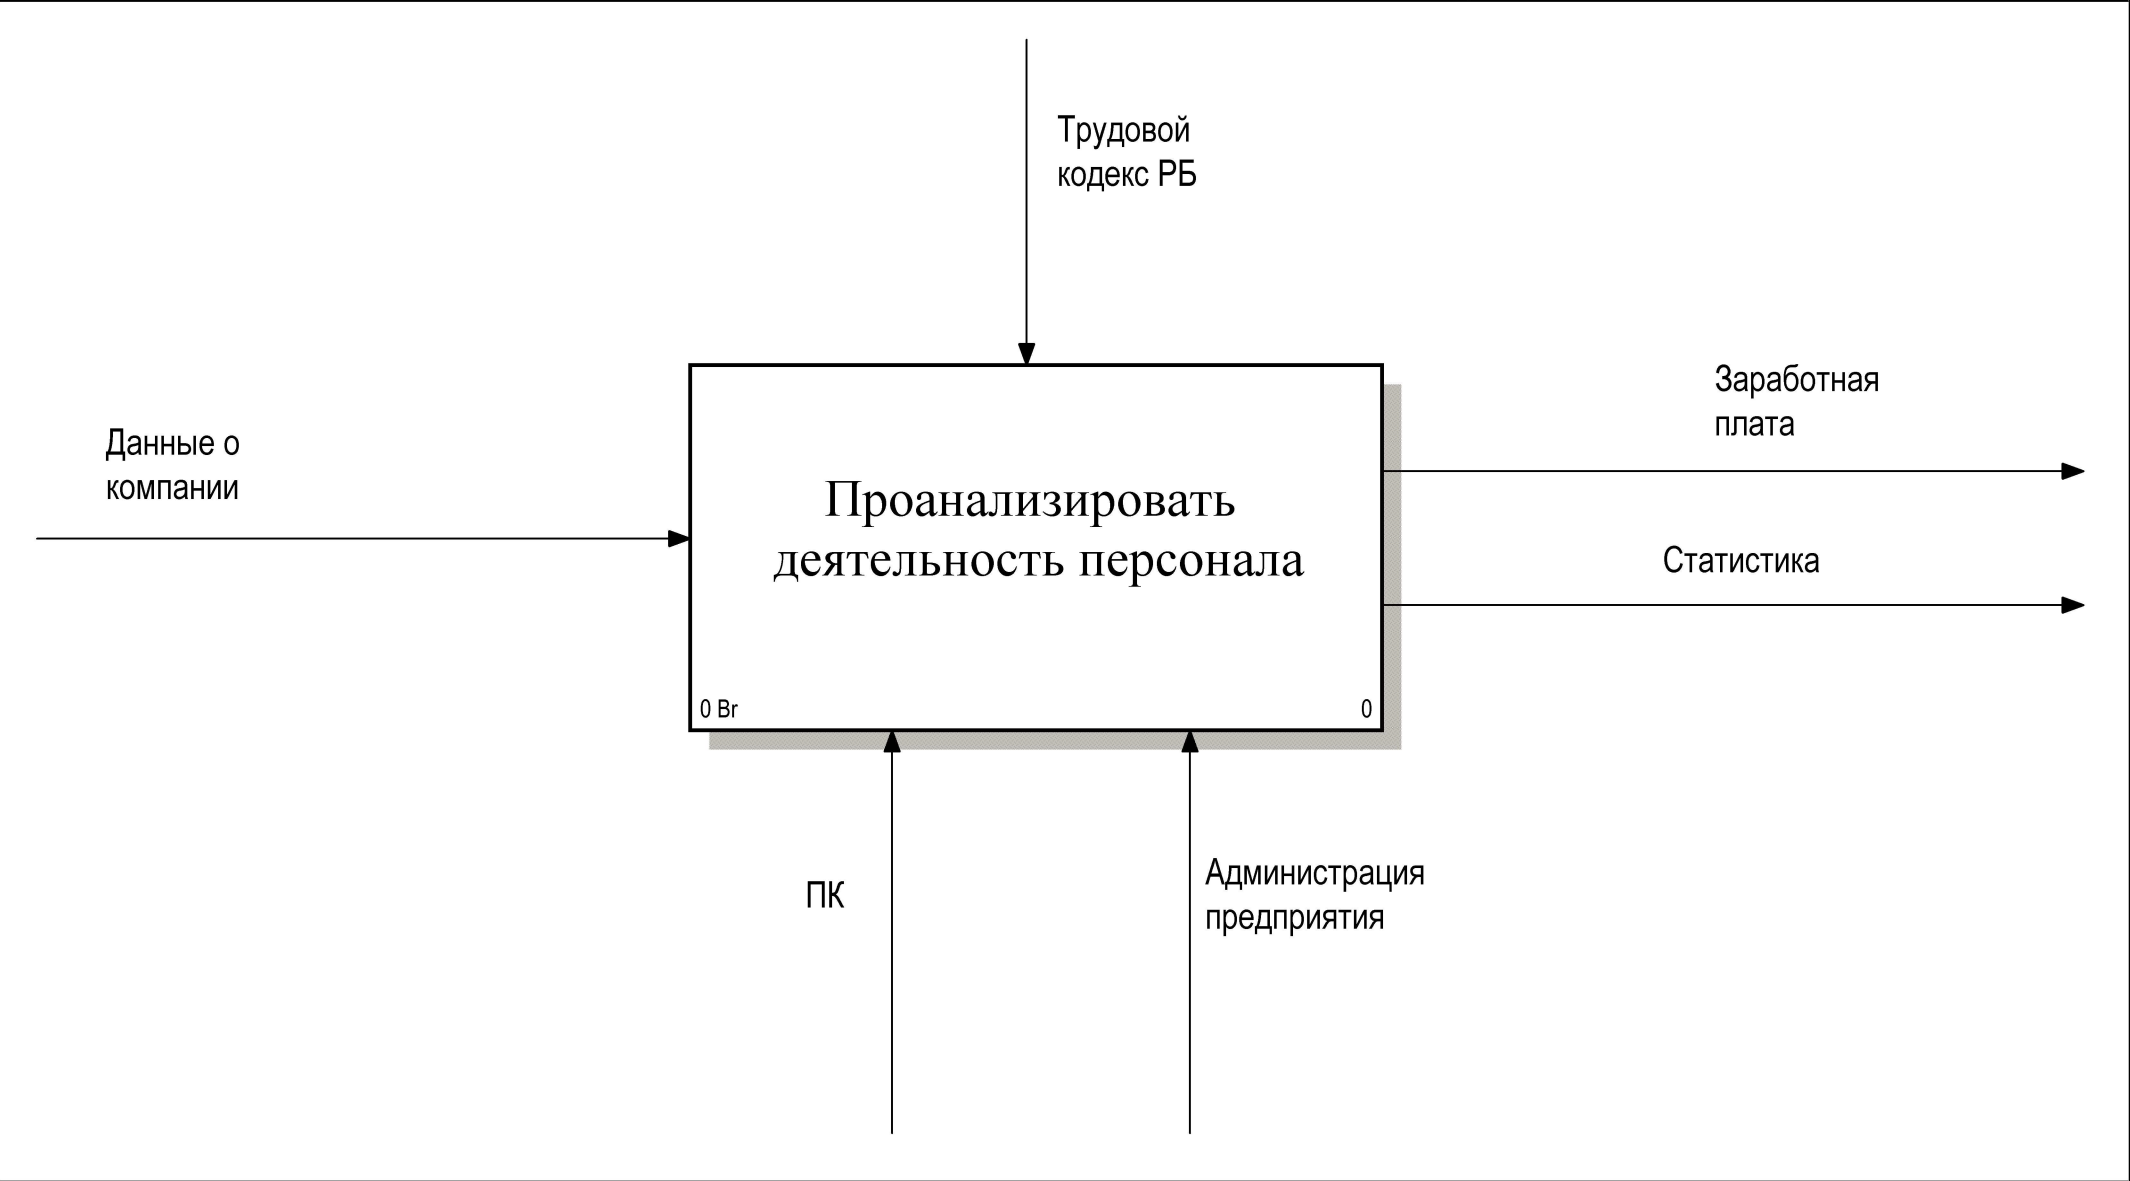 Трудовой
кодекс РБ
Заработная
плата
Данные о
компании
Проанализировать
деятельность персонала
Статистика
0 Br
0
ПК
Администрация
предприятия